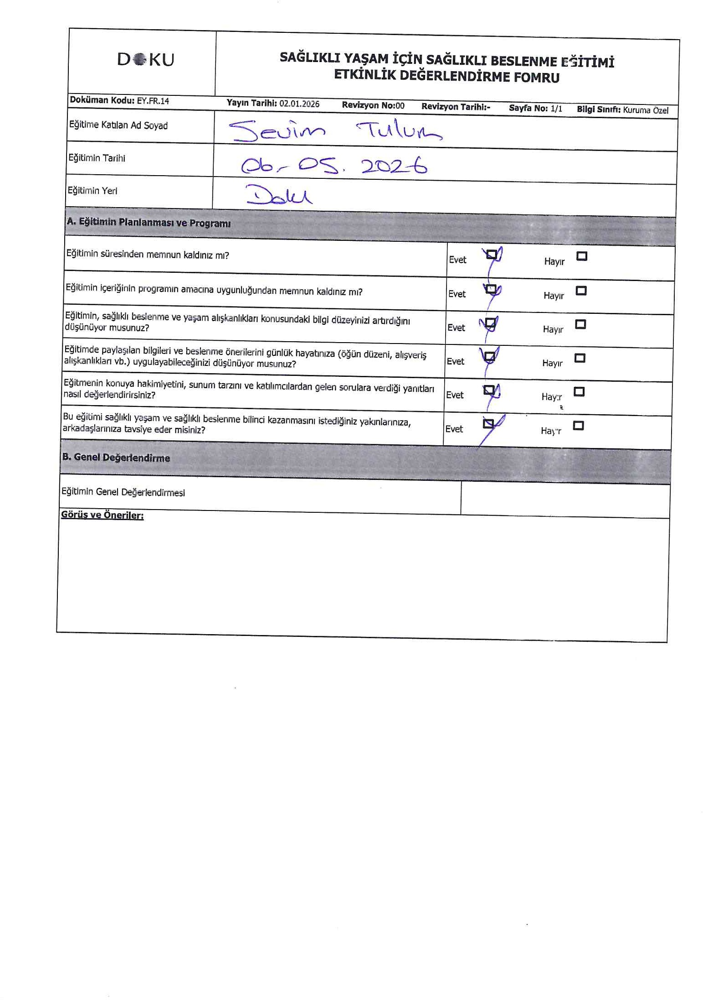 DOKU
SAĞLIKLI YAŞAM İÇİN SAĞLIKLI BESLENME EĞİTİMİ
ETKİNLİK DEĞERLENDİRME FOMRU
Doküman Kodu: EY.FR.14 Yayın Tarihi: 02.01.2026 Revizyon No:00 Revizyon Tarihi:- Sayfa No: 1/1 Bilgi Sınıfı: Kuruma Özel
Eğitime Katılan Ad Soyad Sevim Tulum
Eğitimin Tarihi 06.-05.2026
Eğitimin Yeri Doku
A. Eğitimin Planlanması ve Programı
Eğitimin süresinden memnun kaldınız mı? Evet Hayır
Eğitimin içeriğinin programın amacına uygunluğundan memnun kaldınız mı? Evet Hayır
Eğitimin, sağlıklı beslenme ve yaşam alışkanlıkları konusundaki bilgi düzeyinizi artırdığını
düşünüyor musunuz? Evet Hayır
Eğitimde paylaşılan bilgileri ve beslenme önerilerini günlük hayatınıza (öğün düzeni, alışveriş
alışkanlıkları vb.) uygulayabileceğinizi düşünüyor musunuz? Evet Hayır
Eğitmenin konuya hakimiyetini, sunum tarzını ve katılımcılardan gelen sorulara verdiği yanıtları
nasıl değerlendirirsiniz? Evet Hayır
Bu eğitimi sağlıklı yaşam ve sağlıklı beslenme bilinci kazanmasını istediğiniz yakınlarınıza,
arkadaşlarınıza tavsiye eder misiniz? Evet Hayır
B. Genel Değerlendirme
Eğitimin Genel Değerlendirmesi
Görüş ve Öneriler: